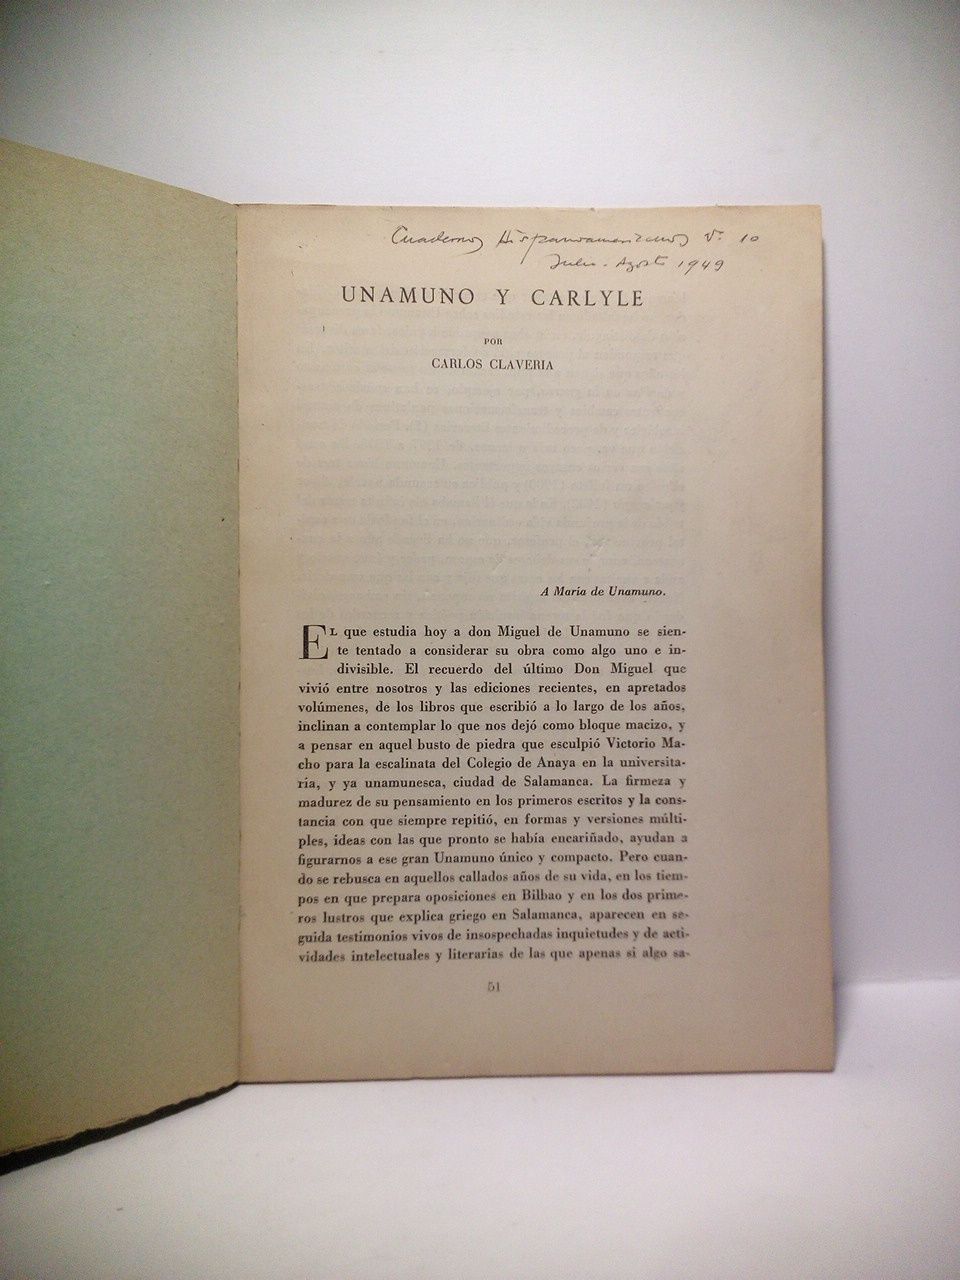 Cuadernos Hispanoamericanos V. 10
Julio-Agosto 1949
UNAMUNO Y CARLYLE
POR
CARLOS CLAVERIA
A María de Unamuno.
EL que estudia hoy a don Miguel de Unamuno se sien-
te tentado a considerar su obra como algo uno e in-
divisible. El recuerdo del último Don Miguel que
vivió entre nosotros y las ediciones recientes, en apretados
volúmenes, de los libros que escribió a lo largo de los años,
inclinan a contemplar lo que nos dejó como bloque macizo, y
a pensar en aquel busto de piedra que esculpió Victorio Ma-
cho para la escalinata del Colegio de Anaya en la universita-
ria, y ya unamunesca, ciudad de Salamanca. La firmeza y
madurez de su pensamiento en los primeros escritos y la cons-
tancia con que siempre repitió, en formas y versiones múlti-
ples, ideas con las que pronto se había encariñado, ayudan a
figurarnos a ese gran Unamuno único y compacto. Pero cuan-
do se rebusca en aquellos callados años de su vida, en los tiem-
pos en que prepara oposiciones en Bilbao y en los dos prime-
ros lustros que explica griego en Salamanca, aparecen en se-
guida testimonios vivos de insospechadas inquietudes y de acti-
vidades intelectuales y literarias de las que apenas si algo sa-
51